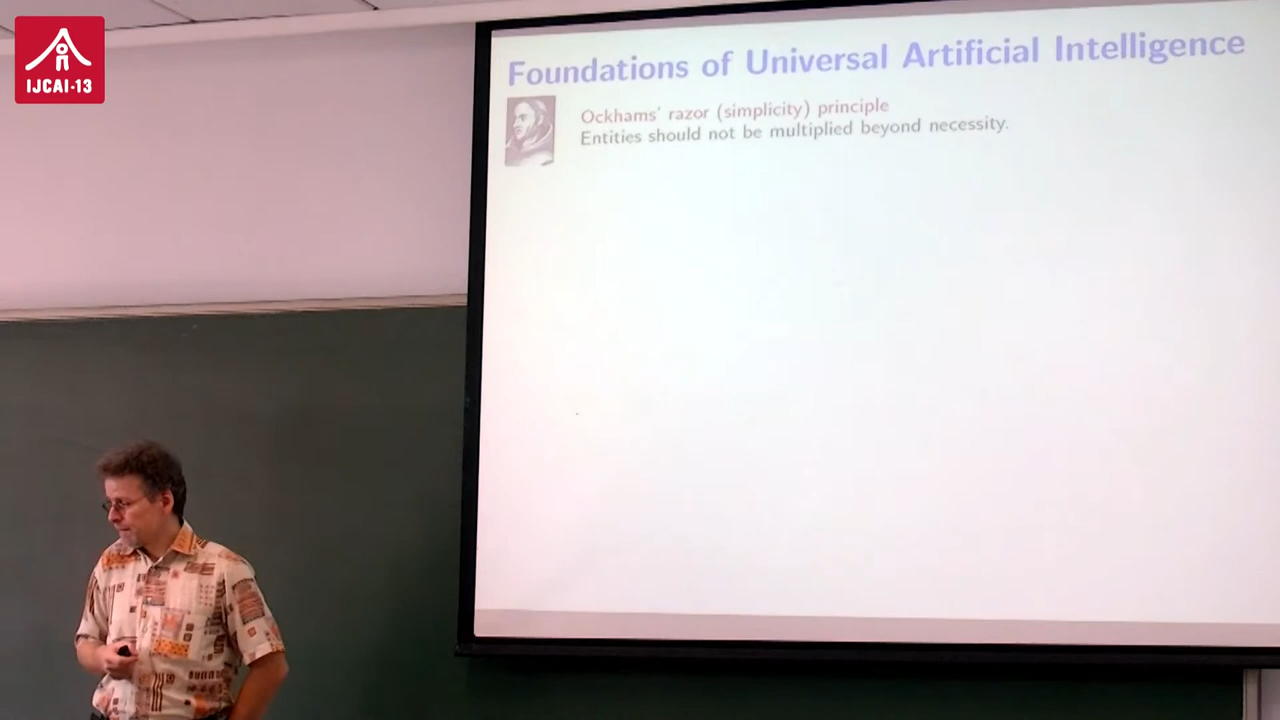 IJCAI-13
Foundations of Universal Artificial Intelligence
Ockhams' razor (simplicity) principle
Entities should not be multiplied beyond necessity.